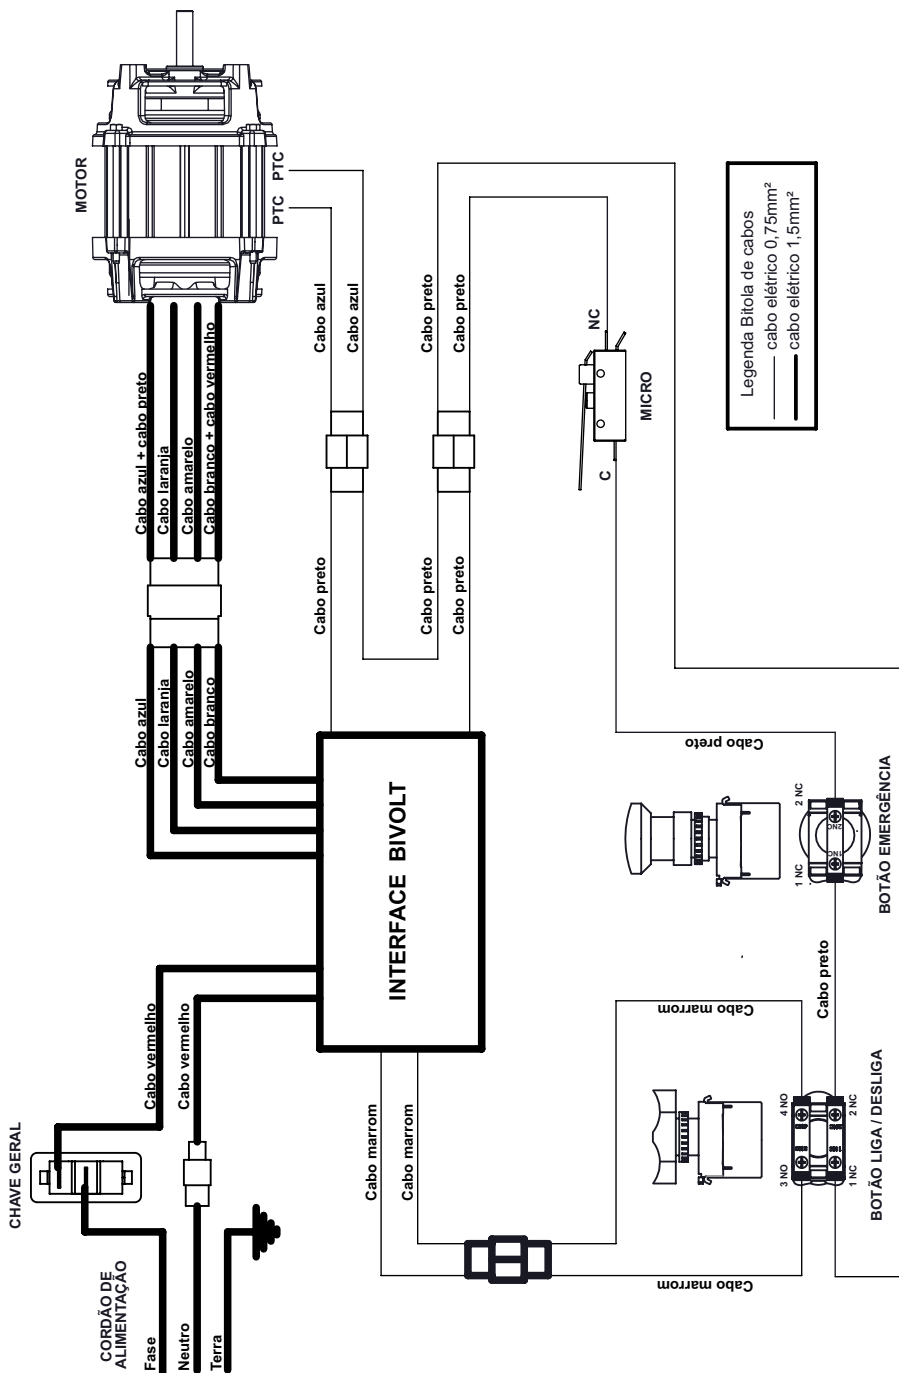 MOTOR
PTC
PTC
Cabo azul + cabo preto
Cabo laranja
Cabo amarelo
Cabo branco + cabo vermelho
Cabo azul
Cabo azul
Cabo preto
Cabo preto
NC
MICRO
C
Legenda Bitola de cabos
cabo elétrico 0,75mm²
cabo elétrico 1,5mm²
Cabo azul
Cabo laranja
Cabo amarelo
Cabo branco
Cabo preto
Cabo preto
Cabo preto
Cabo preto
INTERFACE BIVOLT
2 NC
1 NC
2NC
1NC
BOTÃO EMERGÊNCIA
Cabo preto
Cabo vermelho
Cabo vermelho
CHAVE GERAL
Cabo marrom
Cabo marrom
Cabo marrom
Cabo marrom
4 NO
3 NO
2 NC
1 NC
BOTÃO LIGA / DESLIGA
CORDÃO DE
ALIMENTAÇÃO
Fase
Neutro
Terra